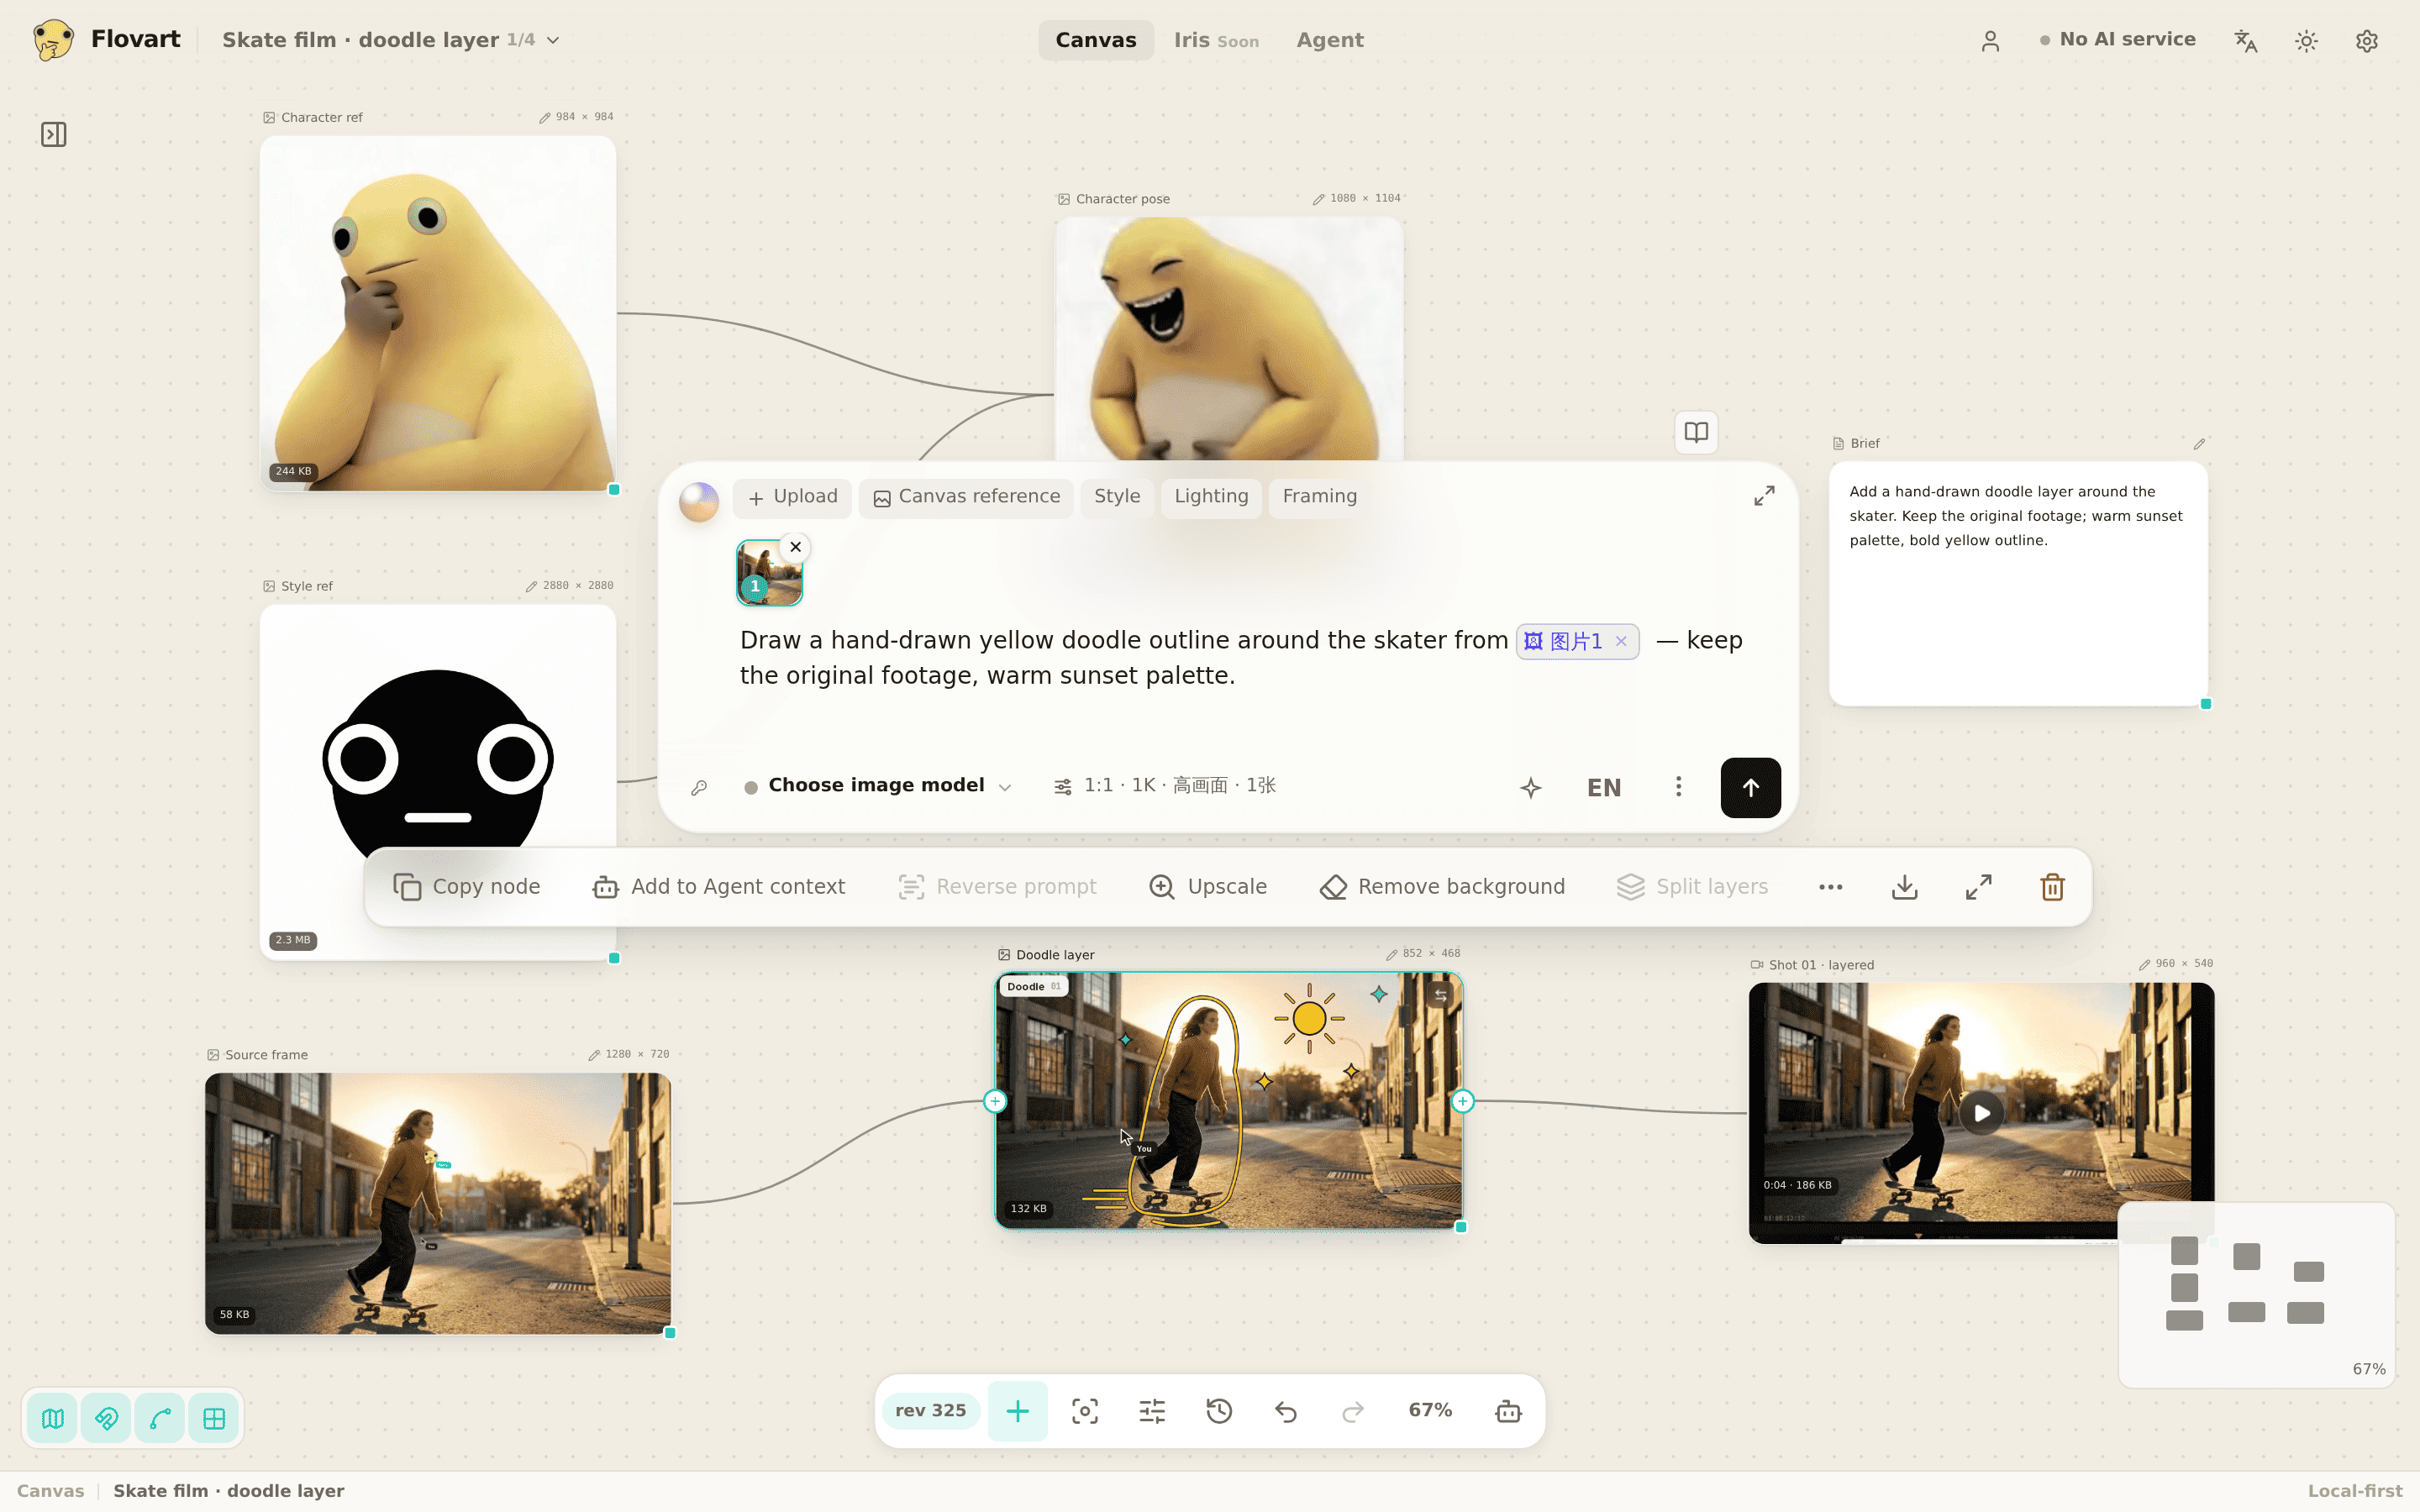 Flovart
Skate film · doodle layer 1/4
Canvas
Iris Soon
Agent
No AI service
Character ref
984 × 984
244 KB
Character pose
1080 × 1104
Upload
Canvas reference
Style
Lighting
Framing
1
Draw a hand-drawn yellow doodle outline around the skater from 图片1 — keep
the original footage, warm sunset palette.
Choose image model
1:1 · 1K · 高画面 · 1张
EN
Brief
Add a hand-drawn doodle layer around the
skater. Keep the original footage; warm sunset
palette, bold yellow outline.
Style ref
2880 × 2880
2.3 MB
Copy node
Add to Agent context
Reverse prompt
Upscale
Remove background
Split layers
Doodle layer
852 × 468
Doodle 01
You
132 KB
Shot 01 · layered
960 × 540
0:04 · 186 KB
Source frame
1280 × 720
58 KB
67%
rev 325
67%
Canvas
Skate film · doodle layer
Local-first